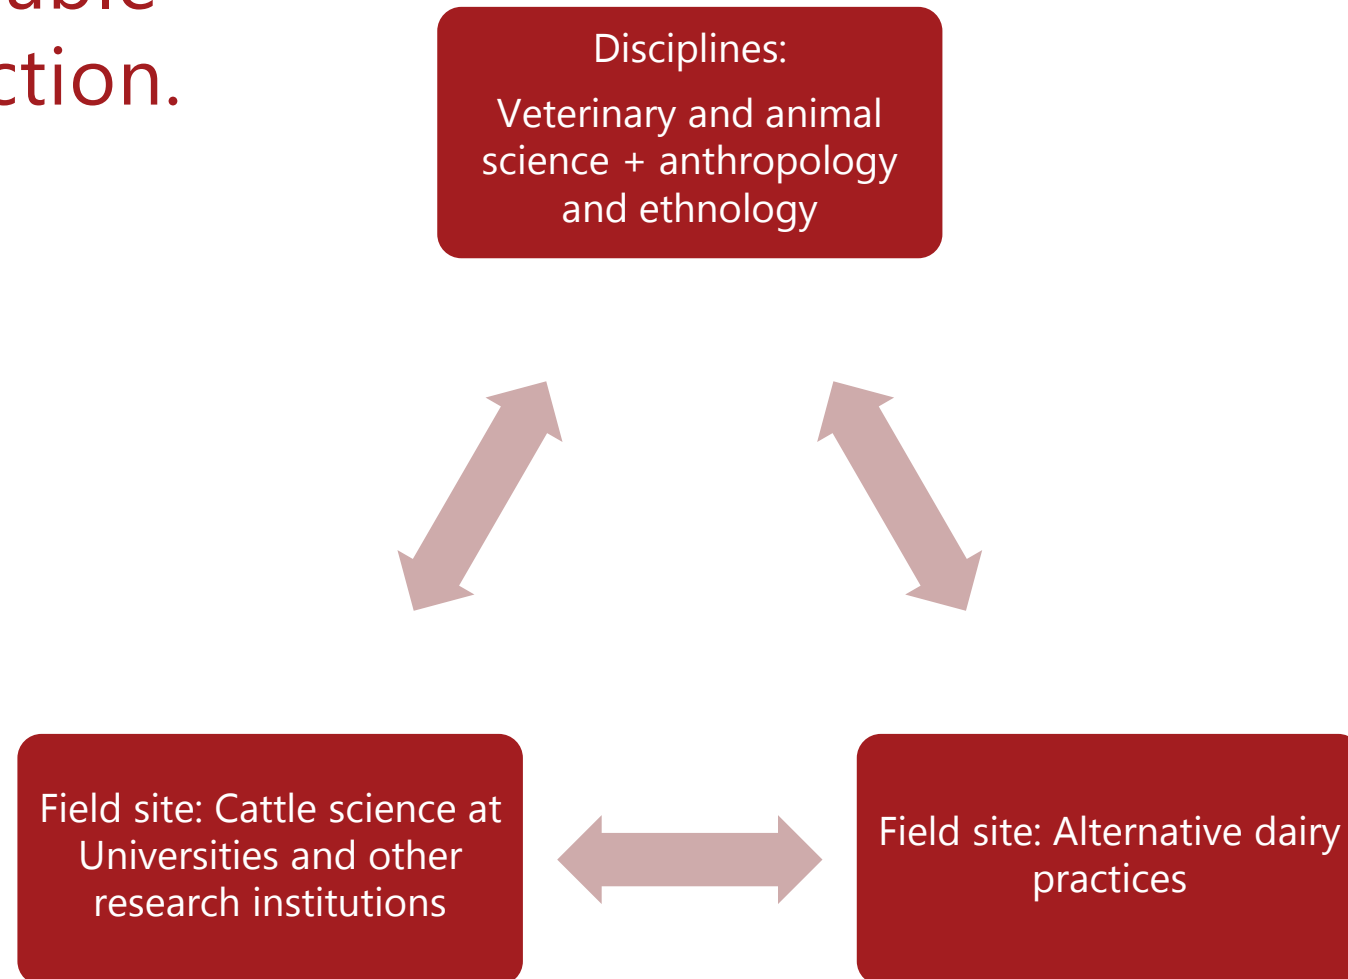 ction.
Disciplines:
Veterinary and animal
science + anthropology
and ethnology
Field site: Cattle science at
Universities and other
research institutions
Field site: Alternative dairy
practices